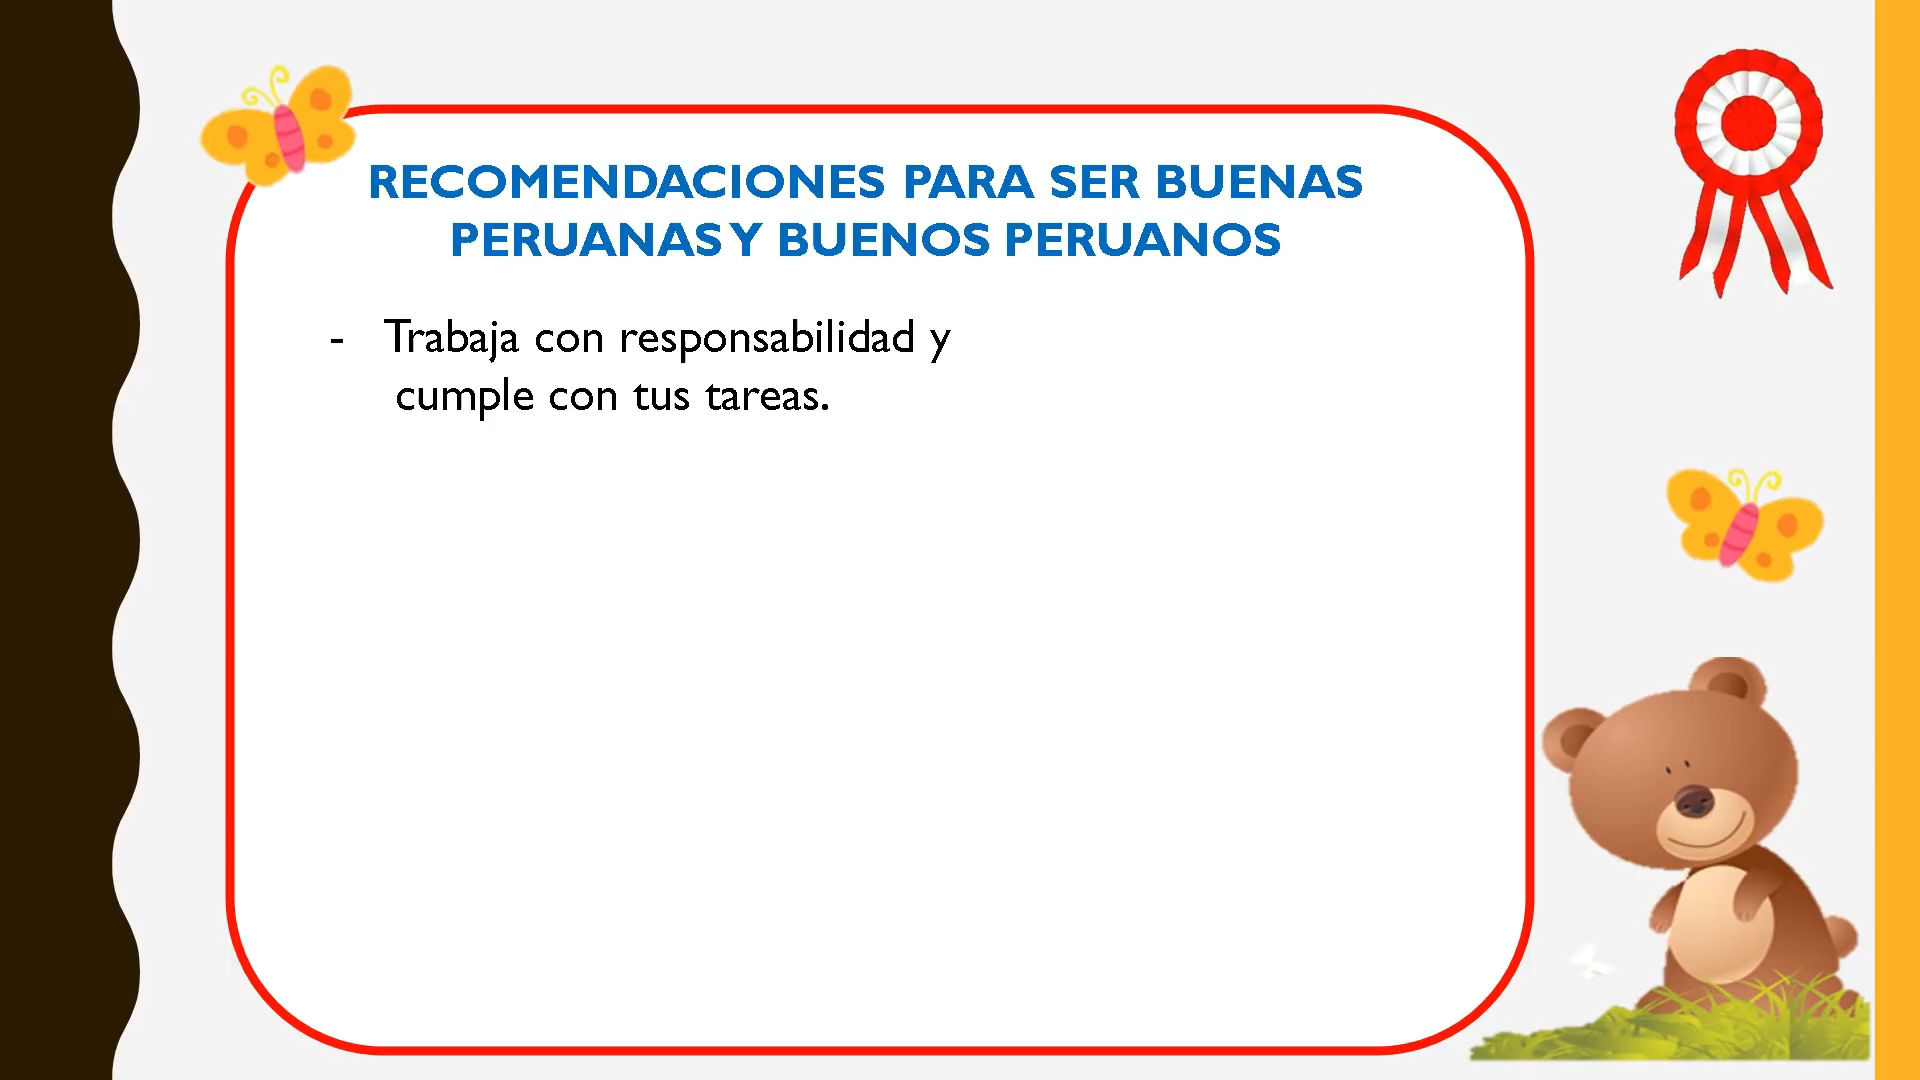 RECOMENDACIONES PARA SER BUENAS
PERUANAS Y BUENOS PERUANOS
- Trabaja con responsabilidad y
cumple con tus tareas.